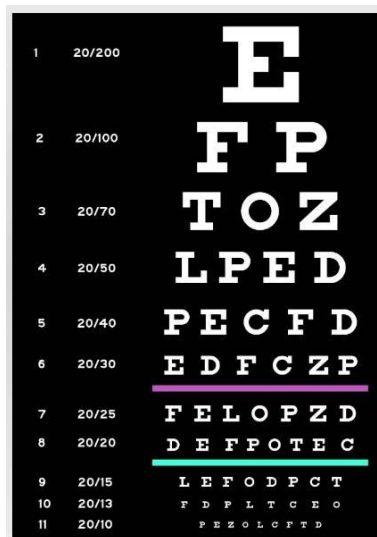 1 20/200 E
2 20/100 F P
3 20/70 T O Z
4 20/50 L P E D
5 20/40 P E C F D
6 20/30 E D F C Z P
7 20/25 F E L O P Z D
8 20/20 D E F P O T E C
9 20/15 L E F O D P C T
10 20/13 F D P L T C E O
11 20/10 P E Z O L C F T D